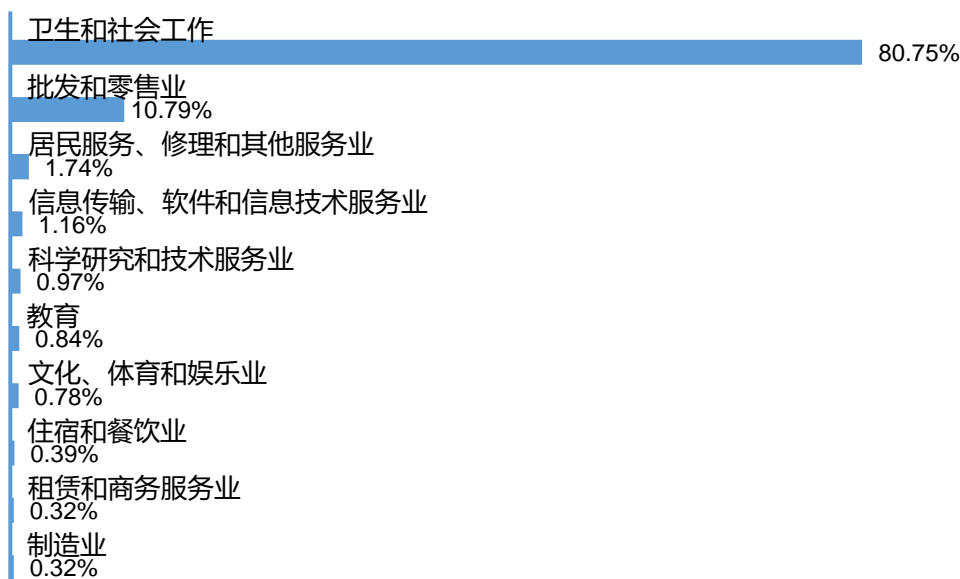 卫生和社会工作
80.75%
批发和零售业
10.79%
居民服务、修理和其他服务业
1.74%
信息传输、软件和信息技术服务业
1.16%
科学研究和技术服务业
0.97%
教育
0.84%
文化、体育和娱乐业
0.78%
住宿和餐饮业
0.39%
租赁和商务服务业
0.32%
制造业
0.32%